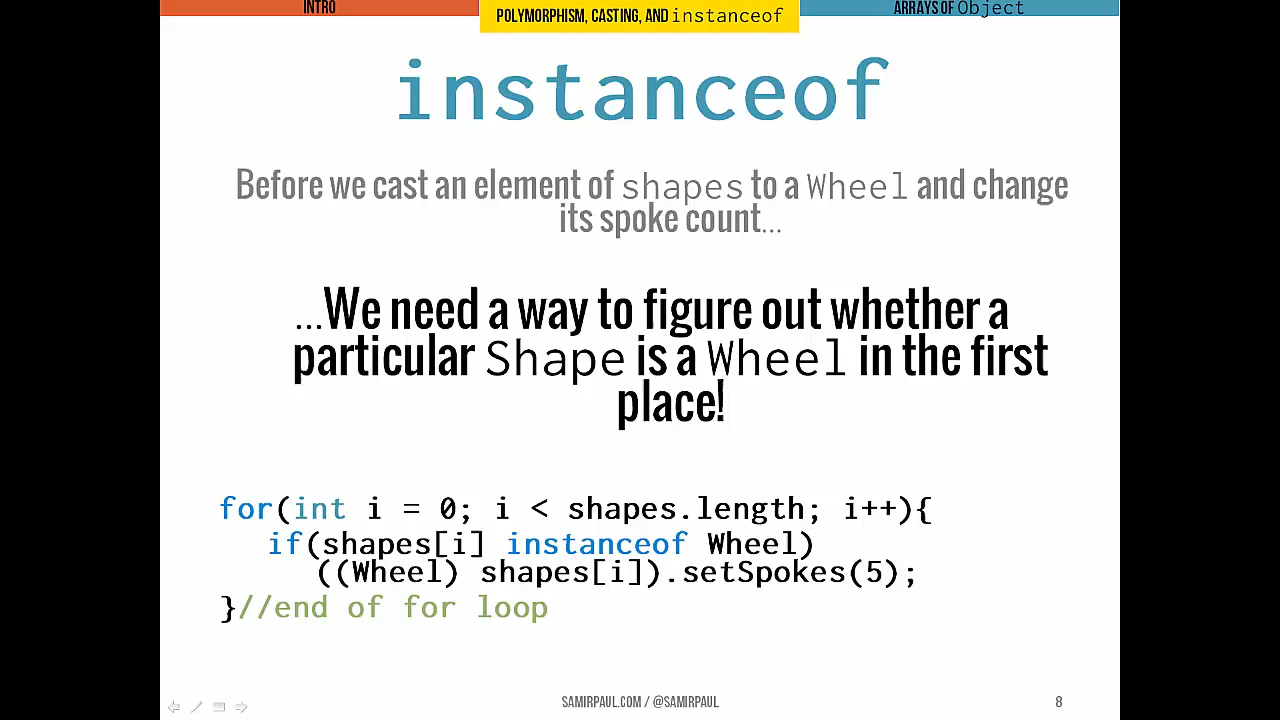 INTRO
POLYMORPHISM, CASTING, AND instanceof
ARRAYS OF Object
instanceof
Before we cast an element of shapes to a Wheel and change
its spoke count...
...We need a way to figure out whether a
particular Shape is a Wheel in the first
place!
for(int i = 0; i < shapes.length; i++){
if(shapes[i] instanceof Wheel)
((Wheel) shapes[i]).setSpokes(5);
}//end of for loop
SAMIRPAUL.COM / @SAMIRPAUL
8